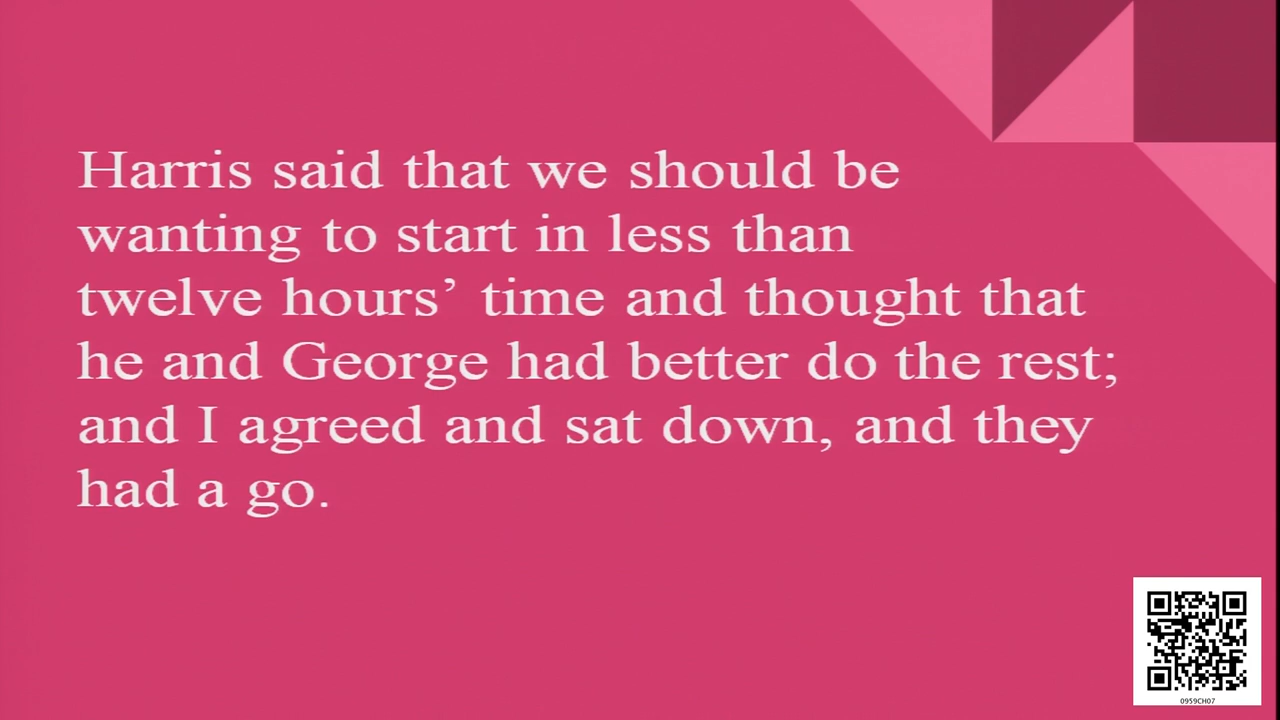 Harris said that we should be
wanting to start in less than
twelve hours’ time and thought that
he and George had better do the rest;
and I agreed and sat down, and they
had a go.
0959CH07